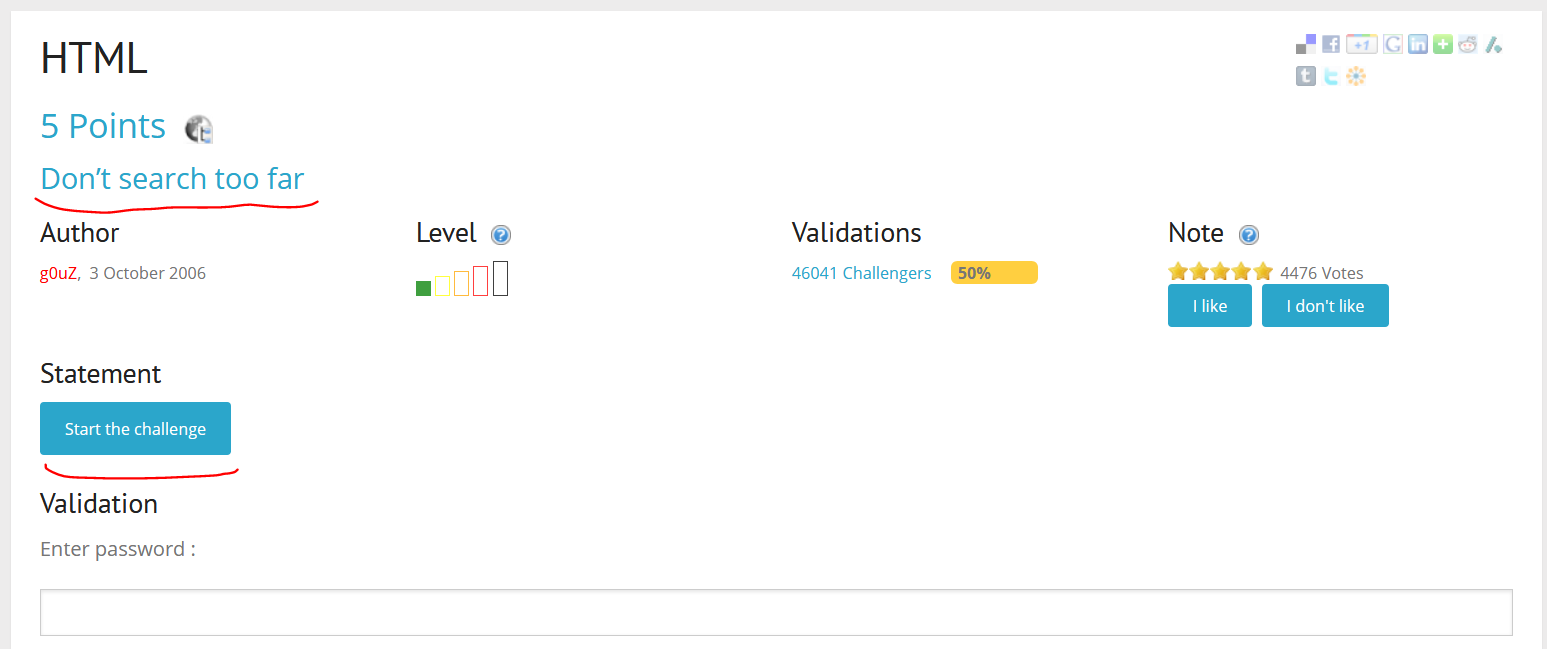 HTML
+1
5 Points
Don't search too far
Author Level Validations Note
g0uZ, 3 October 2006 46041 Challengers 50% 4476 Votes
I like I don't like
Statement
Start the challenge
Validation
Enter password :